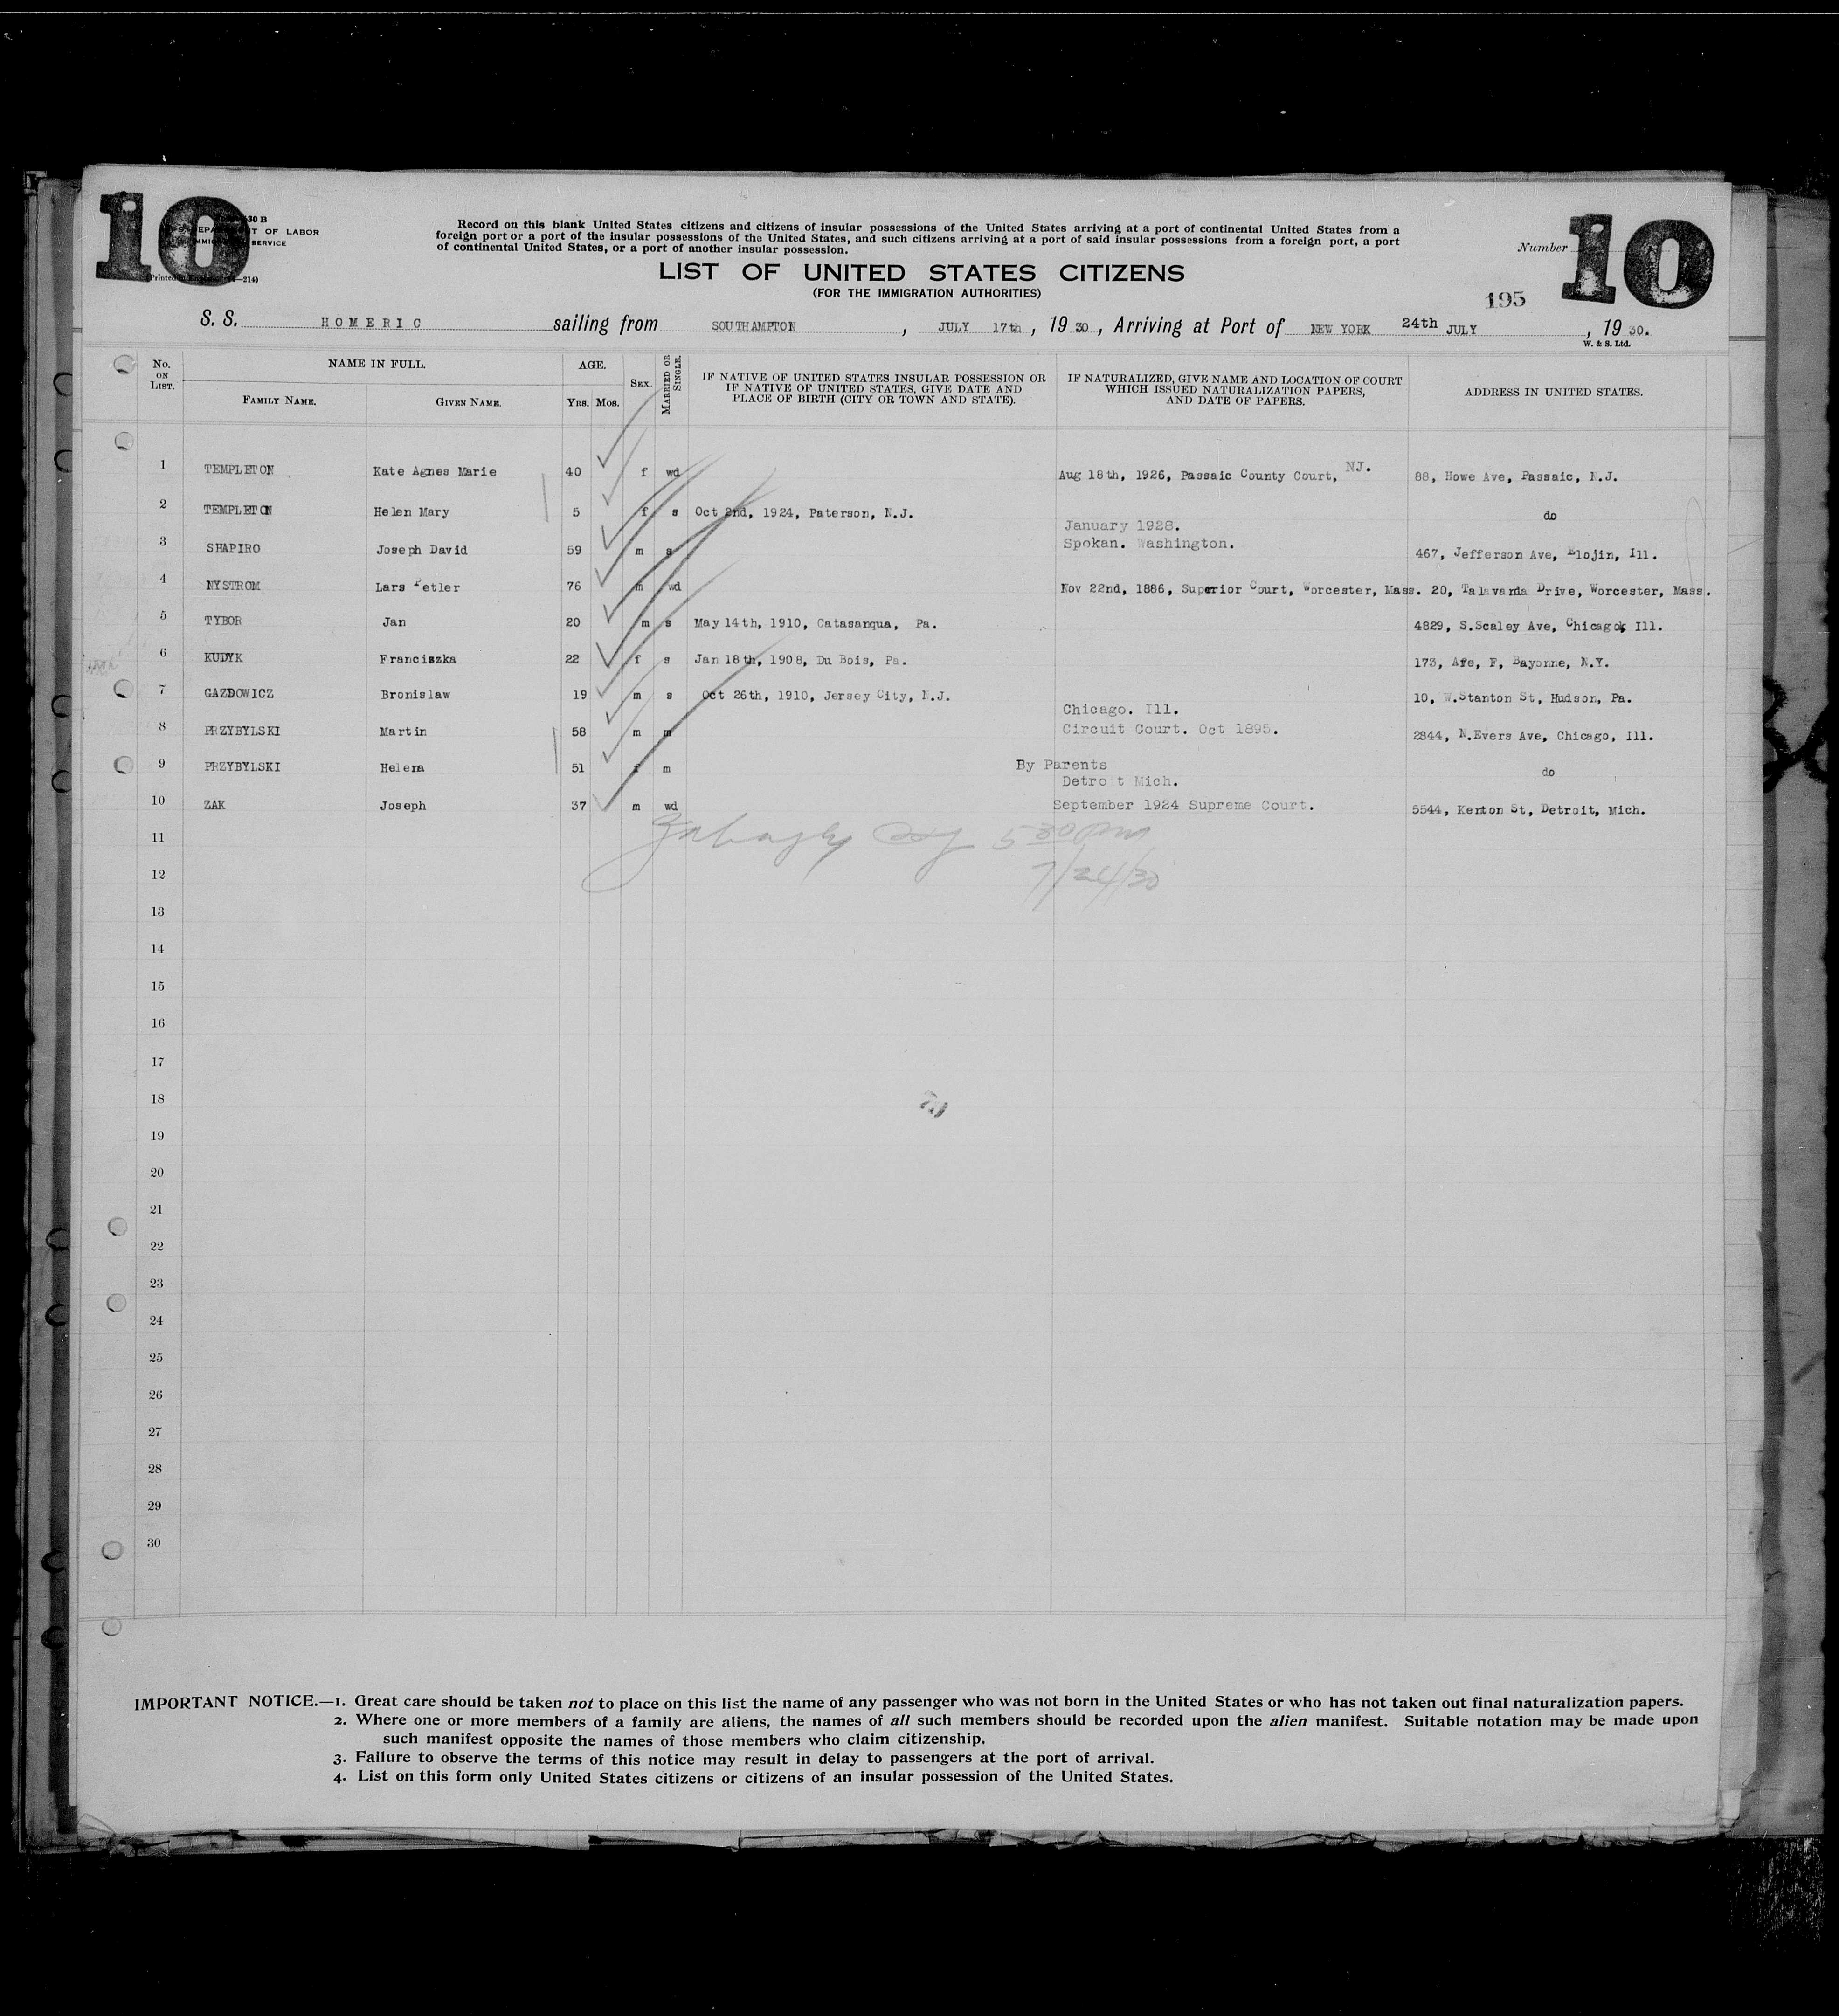 10
30 B
T OF LABOR
SERVICE
—214)
Record on this blank United States citizens and citizens of insular possessions of the United States arriving at a port of continental United States from a
foreign port or a port of the insular possessions of the United States, and such citizens arriving at a port of said insular possessions from a foreign port, a port
of continental United States, or a port of another insular possession.
Number
10
LIST OF UNITED STATES CITIZENS
(FOR THE IMMIGRATION AUTHORITIES)
195
S. S. HOMERIC sailing from SOUTHAMPTON, JULY 17th, 19 30, Arriving at Port of NEW YORK 24th JULY, 19 30.
W. & S. Ltd.
No. ON LIST.
NAME IN FULL.
FAMILY NAME. GIVEN NAME.
AGE.
YRS. MOS.
SEX.
MARRIED OR SINGLE.
IF NATIVE OF UNITED STATES INSULAR POSSESSION OR
IF NATIVE OF UNITED STATES, GIVE DATE AND
PLACE OF BIRTH (CITY OR TOWN AND STATE).
IF NATURALIZED, GIVE NAME AND LOCATION OF COURT
WHICH ISSUED NATURALIZATION PAPERS,
AND DATE OF PAPERS.
ADDRESS IN UNITED STATES.
1 TEMPLETON Kate Agnes Marie 40 f wd Aug 18th, 1926, Passaic County Court, NJ. 88, Howe Ave, Passaic, N.J.
2 TEMPLETON Helen Mary 5 f s Oct 2nd, 1924, Paterson, N.J. do
January 1928.
3 SHAPIRO Joseph David 59 m s Spokan. Washington. 467, Jefferson Ave, Elojin, Ill.
4 NYSTROM Lars Petler 76 m wd Nov 22nd, 1886, Superior Court, Worcester, Mass. 20, Talavanda Drive, Worcester, Mass.
5 TYBOR Jan 20 m s May 14th, 1910, Catasanqua, Pa. 4829, S.Scaley Ave, Chicago, Ill.
6 KUDYK Franciszka 22 f s Jan 18th, 1908, Du Bois, Pa. 173, Ave, F, Bayonne, N.Y.
7 GAZDOWICZ Bronislaw 19 m s Oct 26th, 1910, Jersey City, N.J. 10, W.Stanton St, Hudson, Pa.
Chicago. Ill.
8 PRZYBYLSKI Martin 58 m m Circuit Court. Oct 1895. 2844, N.Evers Ave, Chicago, Ill.
9 PRZYBYLSKI Helena 51 f m By Parents do
Detroit Mich.
10 ZAK Joseph 37 m wd September 1924 Supreme Court. 5544, Kenton St, Detroit, Mich.
11
5 30 PM
12
7/24/30
13
14
15
16
17
18
19
20
21
22
23
24
25
26
27
28
29
30
IMPORTANT NOTICE.—1. Great care should be taken not to place on this list the name of any passenger who was not born in the United States or who has not taken out final naturalization papers.
2. Where one or more members of a family are aliens, the names of all such members should be recorded upon the alien manifest. Suitable notation may be made upon
such manifest opposite the names of those members who claim citizenship.
3. Failure to observe the terms of this notice may result in delay to passengers at the port of arrival.
4. List on this form only United States citizens or citizens of an insular possession of the United States.